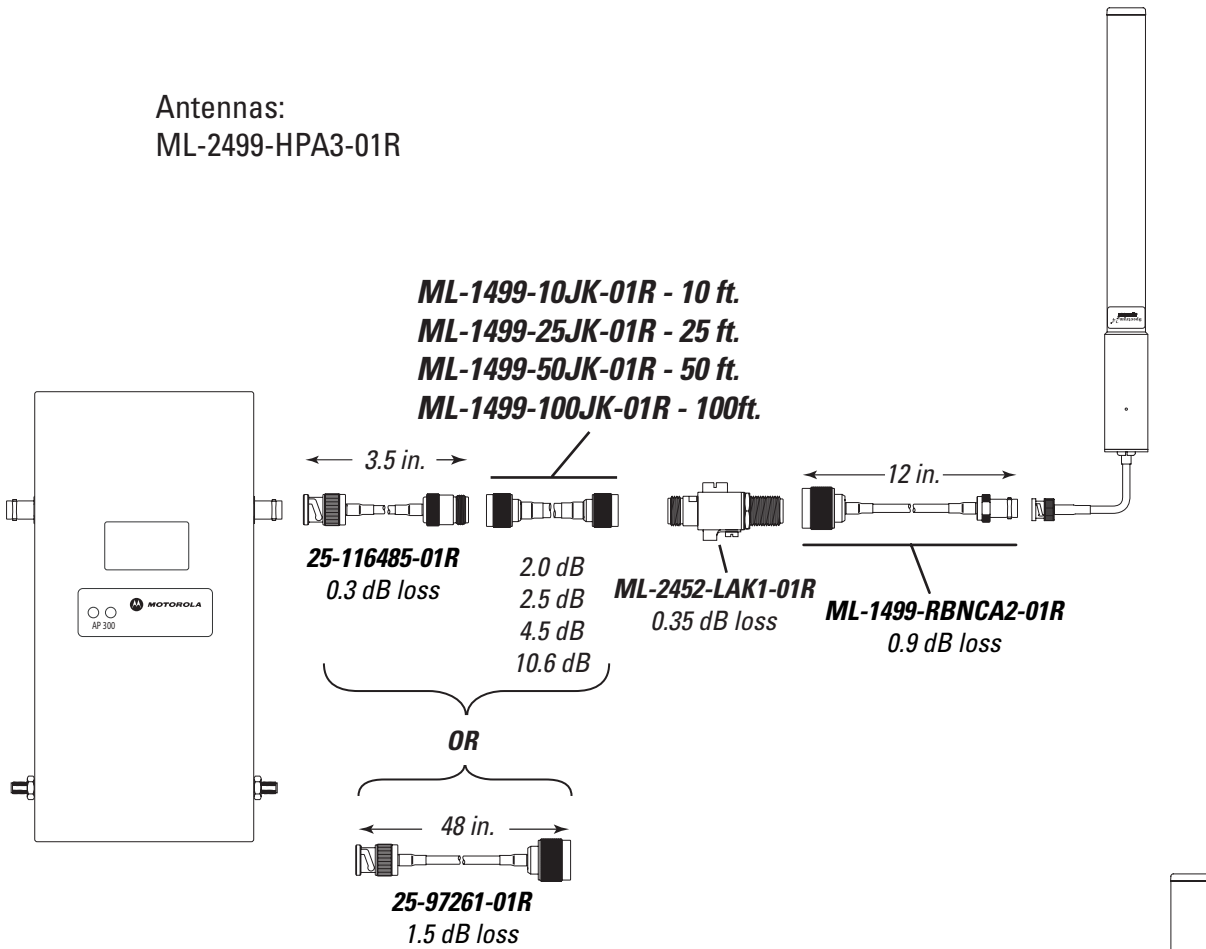 Antennas:
ML-2499-HPA3-01R
ML-1499-10JK-01R - 10 ft.
ML-1499-25JK-01R - 25 ft.
ML-1499-50JK-01R - 50 ft.
ML-1499-100JK-01R - 100ft.
3.5 in.
12 in.
25-116485-01R
0.3 dB loss
2.0 dB
2.5 dB
4.5 dB
10.6 dB
ML-2452-LAK1-01R
0.35 dB loss
ML-1499-RBNCA2-01R
0.9 dB loss
MOTOROLA
AP 300
OR
48 in.
25-97261-01R
1.5 dB loss